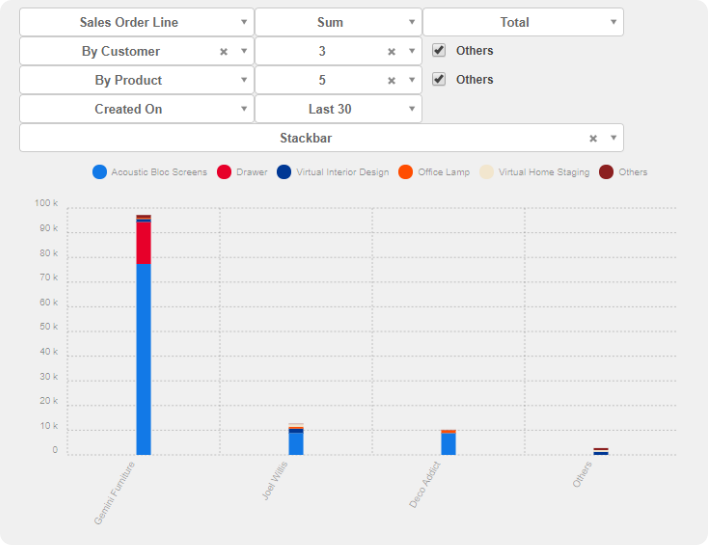 Sales Order Line Sum Total
By Customer × 3 × Others
By Product 5 × Others
Created On Last 30
Stackbar ×
Acoustic Bloc Screens Drawer Virtual Interior Design Office Lamp Virtual Home Staging Others
100 k
90 k
80 k
70 k
60 k
50 k
40 k
30 k
20 k
10 k
0
Gemini Furniture Joel Willis Deco Addict Others